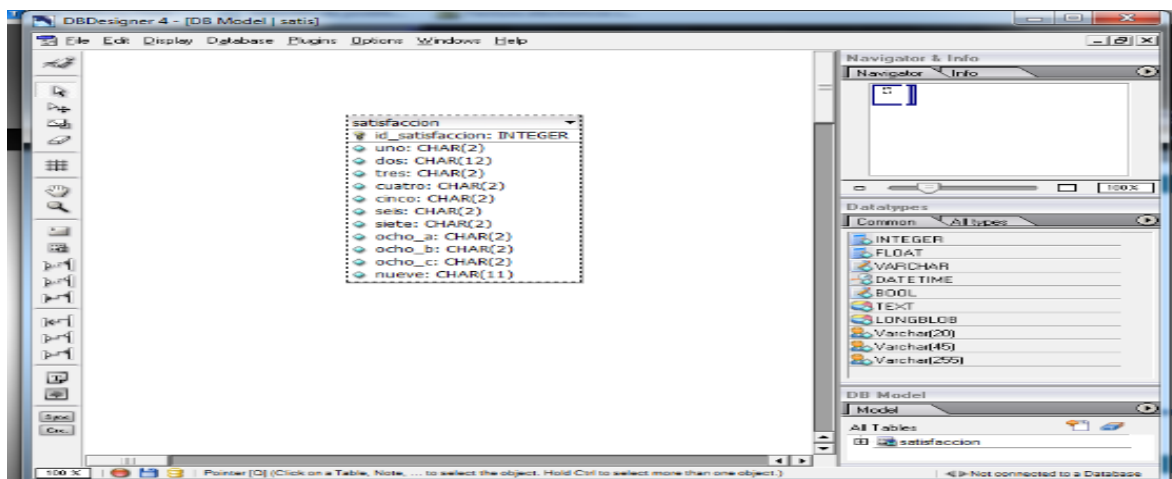 DBDesigner 4 - [DB Model | satis]
File Edit Display Database Plugins Options Windows Help
satisfaccion
id_satisfaccion: INTEGER
uno: CHAR(2)
dos: CHAR(12)
tres: CHAR(2)
cuatro: CHAR(2)
cinco: CHAR(2)
seis: CHAR(2)
siete: CHAR(2)
ocho_a: CHAR(2)
ocho_b: CHAR(2)
ocho_c: CHAR(2)
nueve: CHAR(11)
Navigator & Info
Navigator Info
100 %
Datatypes
Common All types
INTEGER
FLOAT
VARCHAR
DATETIME
BOOL
TEXT
LONGBLOB
Varchar(20)
Varchar(45)
Varchar(255)
DB Model
Model
All Tables
satisfaccion
Sync
100 % Pointer [Q] (Click on a Table, Note, ... to select the object. Hold Ctrl to select more than one object.) Not connected to a Database